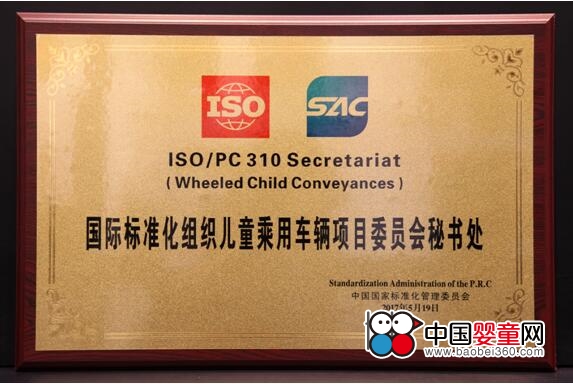 ISO
SAC
ISO/PC 310 Secretariat
( Wheeled Child Conveyances )
国际标准化组织儿童乘用车辆项目委员会秘书处
Standardization Administration of the P.R.C
中国国家标准化管理委员会
2017年5月19日
中国婴童网
www.baobei360.com